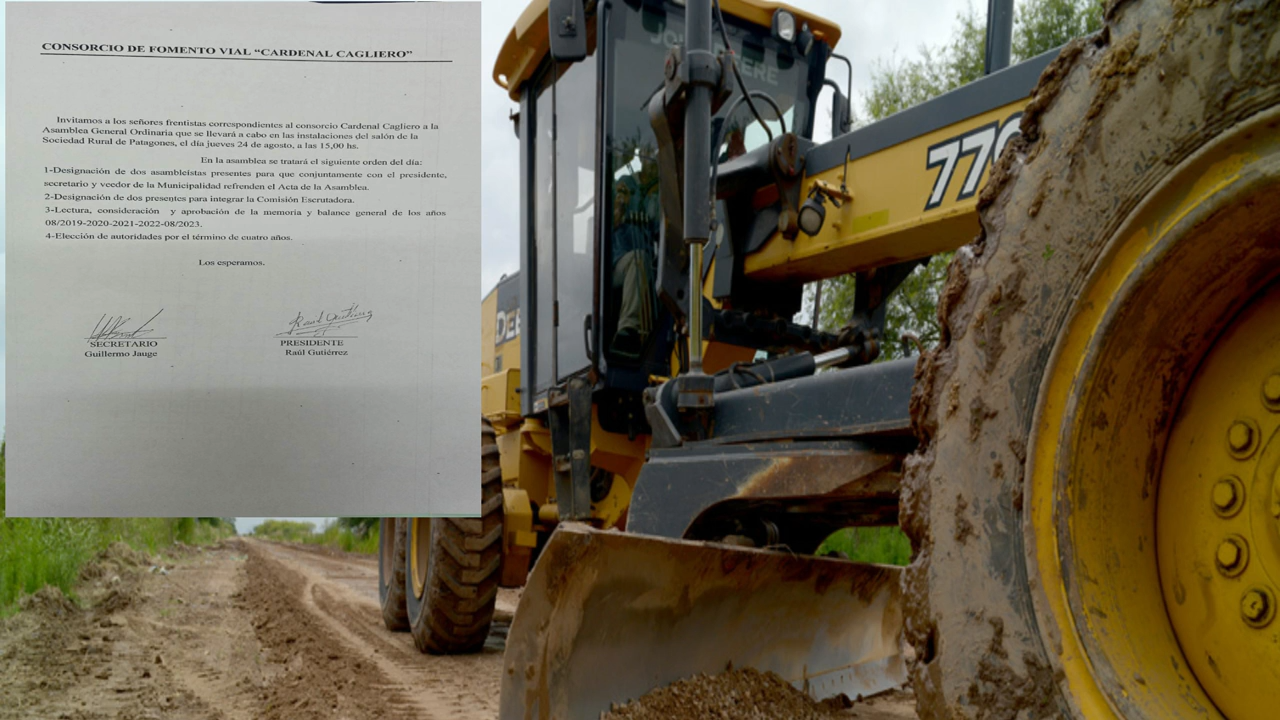 CONSORCIO DE FOMENTO VIAL “CARDENAL CAGLIERO”
Invitamos a los señores frentistas correspondientes al consorcio Cardenal Cagliero a la
Asamblea General Ordinaria que se llevará a cabo en las instalaciones del salón de la
Sociedad Rural de Patagones, el día jueves 24 de agosto, a las 15,00 hs.
En la asamblea se tratará el siguiente orden del día:
1-Designación de dos asambleístas presentes para que conjuntamente con el presidente,
secretario y veedor de la Municipalidad refrenden el Acta de la Asamblea.
2-Designación de dos presentes para integrar la Comisión Escrutadora.
3-Lectura, consideración y aprobación de la memoria y balance general de los años
08/2019-2020-2021-2022-08/2023.
4-Elección de autoridades por el término de cuatro años.
Los esperamos.
Raul Gutiérrez
SECRETARIO
Guillermo Jauge
PRESIDENTE
Raúl Gutiérrez
JOHN DEERE
770
DEE